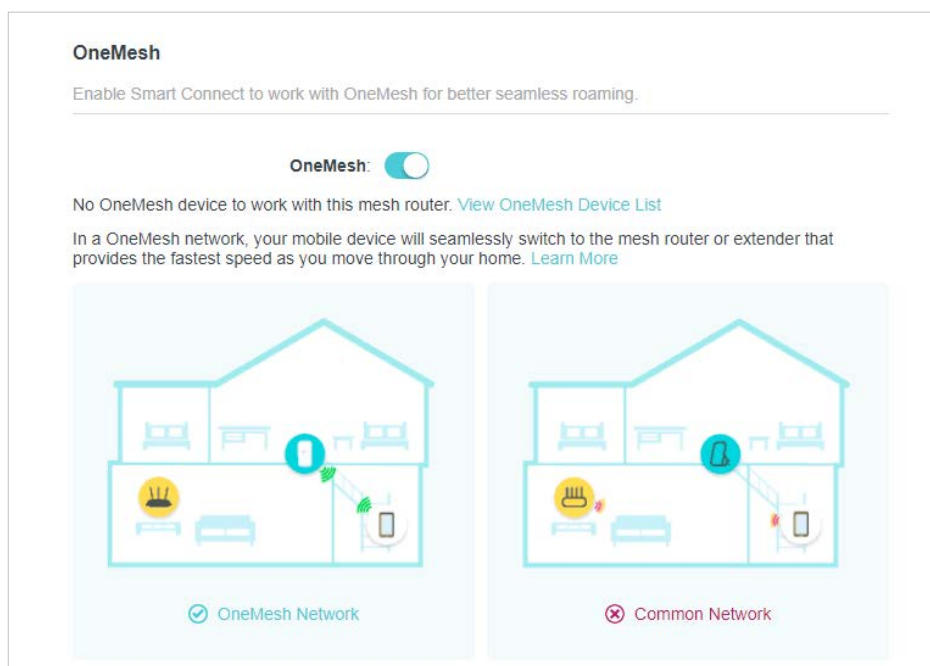 OneMesh
Enable Smart Connect to work with OneMesh for better seamless roaming.
OneMesh:
No OneMesh device to work with this mesh router. View OneMesh Device List
In a OneMesh network, your mobile device will seamlessly switch to the mesh router or extender that
provides the fastest speed as you move through your home. Learn More
OneMesh Network
Common Network